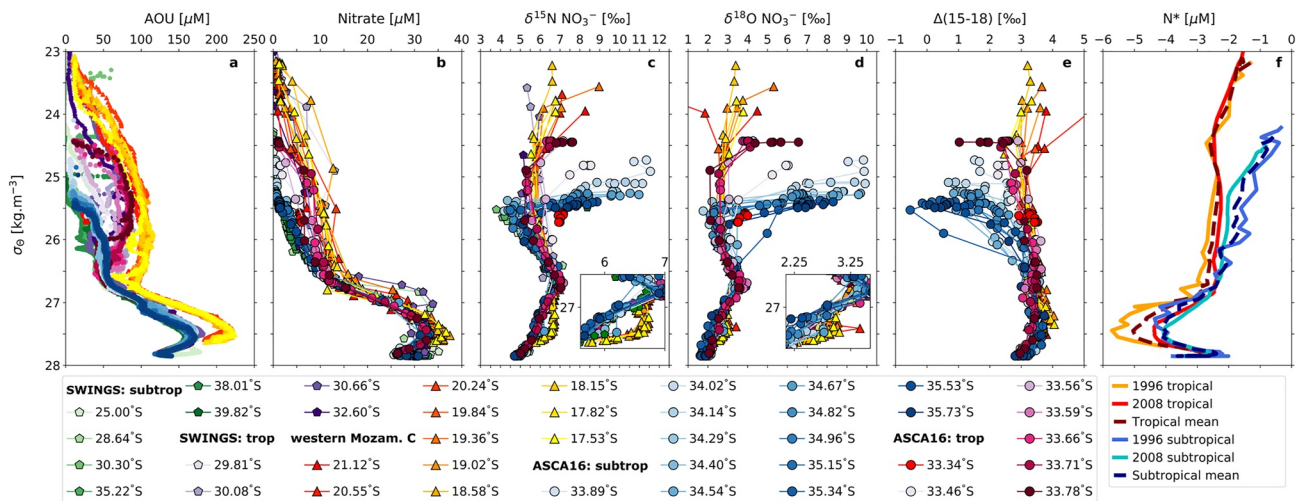 AOU [μM]
Nitrate [μM]
δ¹⁵N NO₃⁻ [‰]
δ¹⁸O NO₃⁻ [‰]
Δ(15-18) [‰]
N* [μM]
0 50 100 150 200 250
0 10 20 30 40
4 5 6 7 8 9 10 11 12
1 2 3 4 5 6 7 8 9 10
−1 0 1 2 3 4 5
−6 −5 −4 −3 −2 −1 0
a b c d e f
σΘ [kg.m⁻³]
23
24
25
26
27
28
6 7
27
2.25 3.25
27
SWINGS: subtrop
25.00°S
28.64°S
30.30°S
35.22°S
38.01°S
39.82°S
SWINGS: trop
29.81°S
30.08°S
30.66°S
32.60°S
western Mozam. C
21.12°S
20.55°S
20.24°S
19.84°S
19.36°S
19.02°S
18.58°S
18.15°S
17.82°S
17.53°S
ASCA16: subtrop
33.89°S
34.02°S
34.14°S
34.29°S
34.40°S
34.54°S
34.67°S
34.82°S
34.96°S
35.15°S
35.34°S
35.53°S
35.73°S
ASCA16: trop
33.34°S
33.46°S
33.56°S
33.59°S
33.66°S
33.71°S
33.78°S
1996 tropical
2008 tropical
Tropical mean
1996 subtropical
2008 subtropical
Subtropical mean